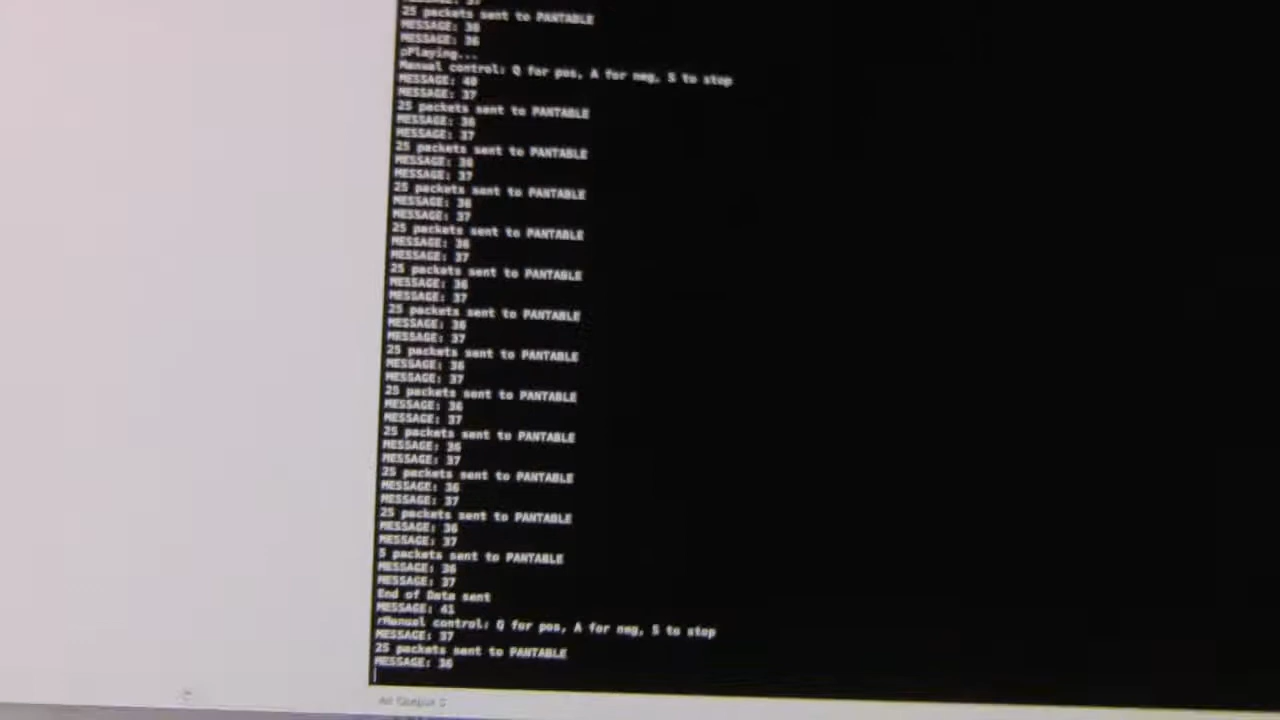 25 packets sent to PANTABLE
MESSAGE: 36
MESSAGE: 36
pPlaying...
Manual control: Q for pos, A for neg, S to stop
MESSAGE: 40
MESSAGE: 37
25 packets sent to PANTABLE
MESSAGE: 36
MESSAGE: 37
25 packets sent to PANTABLE
MESSAGE: 36
MESSAGE: 37
25 packets sent to PANTABLE
MESSAGE: 36
MESSAGE: 37
25 packets sent to PANTABLE
MESSAGE: 36
MESSAGE: 37
25 packets sent to PANTABLE
MESSAGE: 36
MESSAGE: 37
25 packets sent to PANTABLE
MESSAGE: 36
MESSAGE: 37
25 packets sent to PANTABLE
MESSAGE: 36
MESSAGE: 37
25 packets sent to PANTABLE
MESSAGE: 36
MESSAGE: 37
25 packets sent to PANTABLE
MESSAGE: 36
MESSAGE: 37
25 packets sent to PANTABLE
MESSAGE: 36
MESSAGE: 37
25 packets sent to PANTABLE
MESSAGE: 36
MESSAGE: 37
5 packets sent to PANTABLE
MESSAGE: 36
MESSAGE: 37
End of Data sent
MESSAGE: 41
rManual control: Q for pos, A for neg, S to stop
MESSAGE: 37
25 packets sent to PANTABLE
MESSAGE: 36
All Output